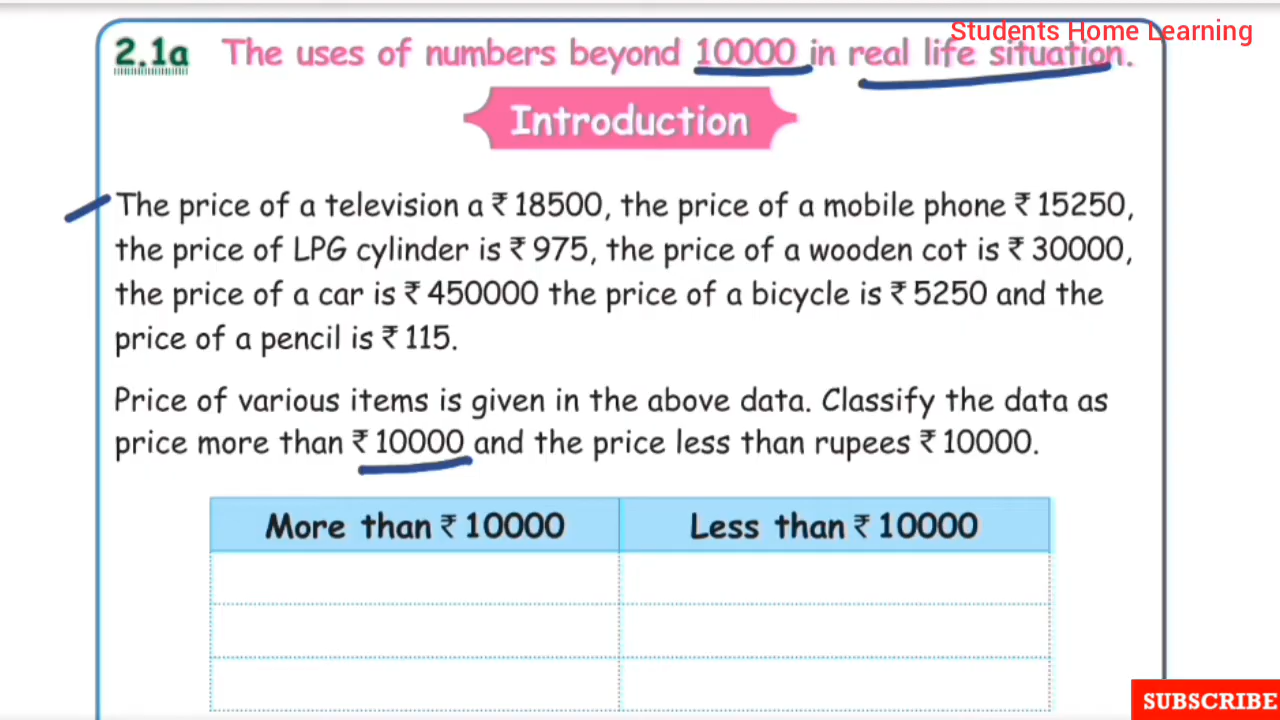 Students Home Learning
2.1a The uses of numbers beyond 10000 in real life situation.
Introduction
The price of a television a ₹ 18500, the price of a mobile phone ₹ 15250,
the price of LPG cylinder is ₹ 975, the price of a wooden cot is ₹ 30000,
the price of a car is ₹ 450000 the price of a bicycle is ₹ 5250 and the
price of a pencil is ₹ 115.
Price of various items is given in the above data. Classify the data as
price more than ₹ 10000 and the price less than rupees ₹ 10000.
More than ₹ 10000 Less than ₹ 10000
SUBSCRIBE